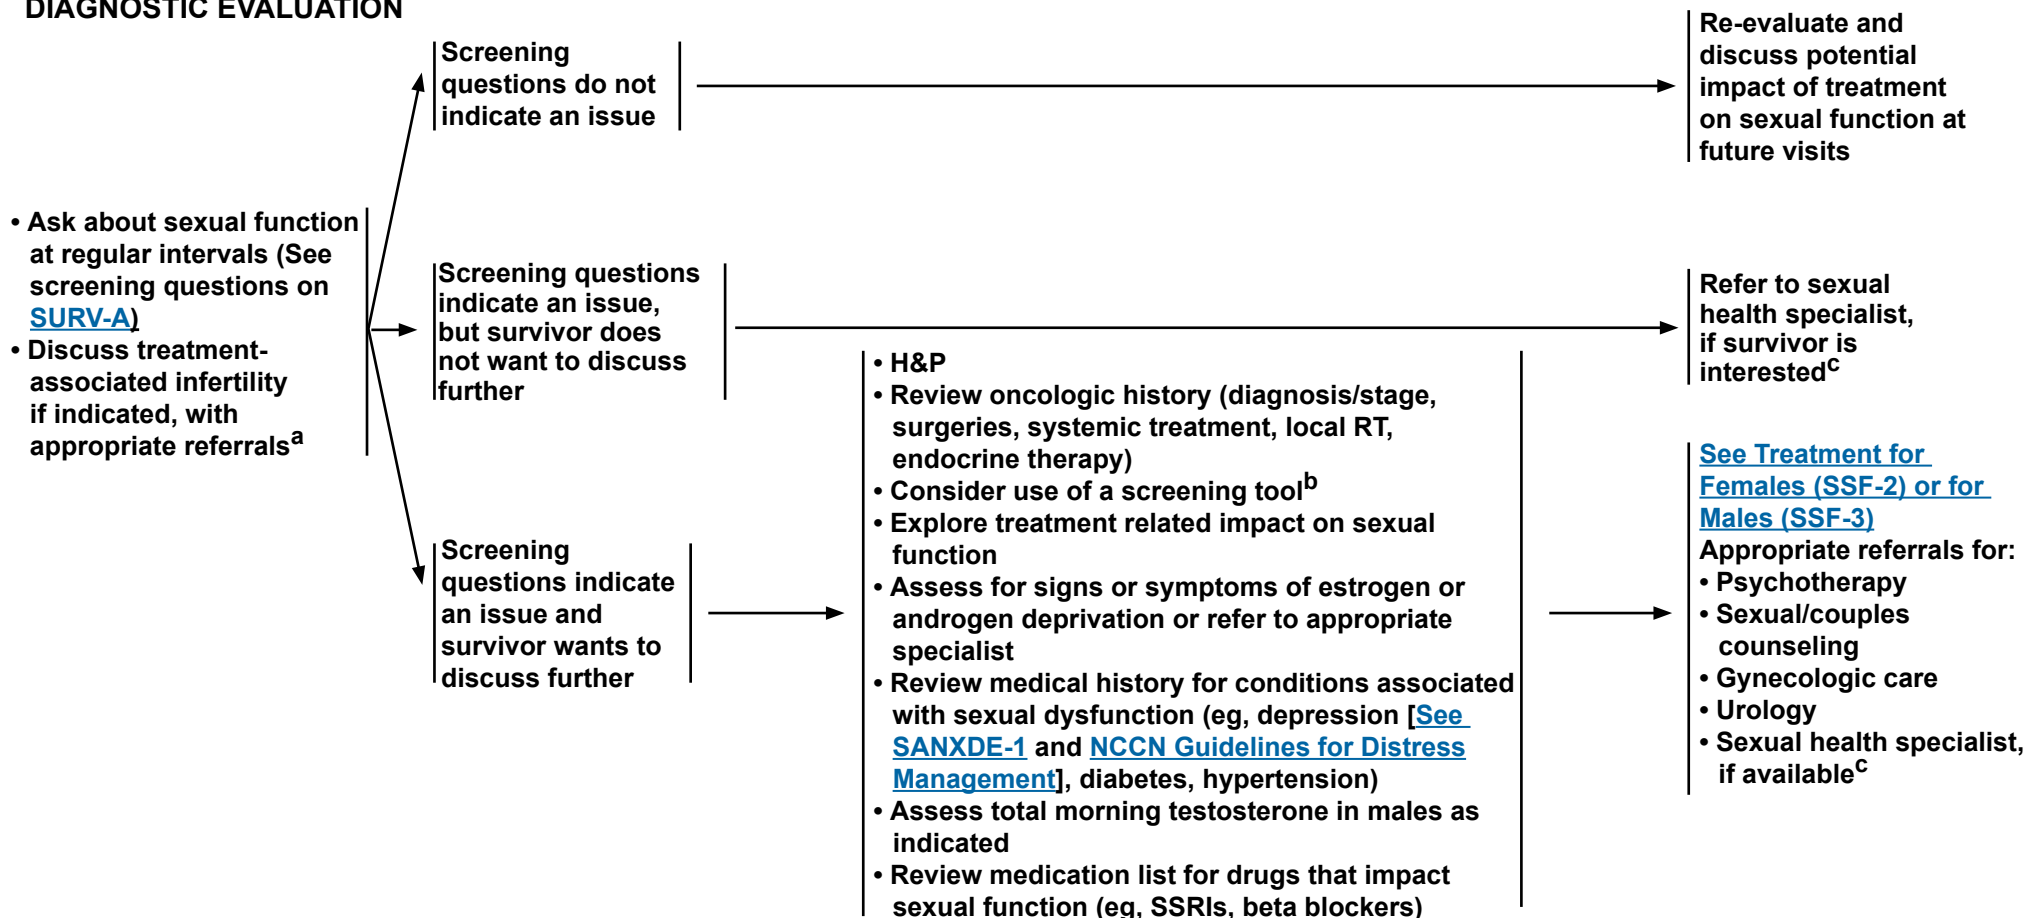 DIAGNOSTIC EVALUATION
• Ask about sexual function
at regular intervals (See
screening questions on
SURV-A)
• Discuss treatment-
associated infertility
if indicated, with
appropriate referralsa
Screening
questions do not
indicate an issue
Re-evaluate and
discuss potential
impact of treatment
on sexual function at
future visits
Screening questions
indicate an issue,
but survivor does
not want to discuss
further
Refer to sexual
health specialist,
if survivor is
interestedc
Screening
questions indicate
an issue and
survivor wants to
discuss further
• H&P
• Review oncologic history (diagnosis/stage,
surgeries, systemic treatment, local RT,
endocrine therapy)
• Consider use of a screening toolb
• Explore treatment related impact on sexual
function
• Assess for signs or symptoms of estrogen or
androgen deprivation or refer to appropriate
specialist
• Review medical history for conditions associated
with sexual dysfunction (eg, depression [See
SANXDE-1 and NCCN Guidelines for Distress
Management], diabetes, hypertension)
• Assess total morning testosterone in males as
indicated
• Review medication list for drugs that impact
sexual function (eg, SSRIs, beta blockers)
See Treatment for
Females (SSF-2) or for
Males (SSF-3)
Appropriate referrals for:
• Psychotherapy
• Sexual/couples
counseling
• Gynecologic care
• Urology
• Sexual health specialist,
if availablec